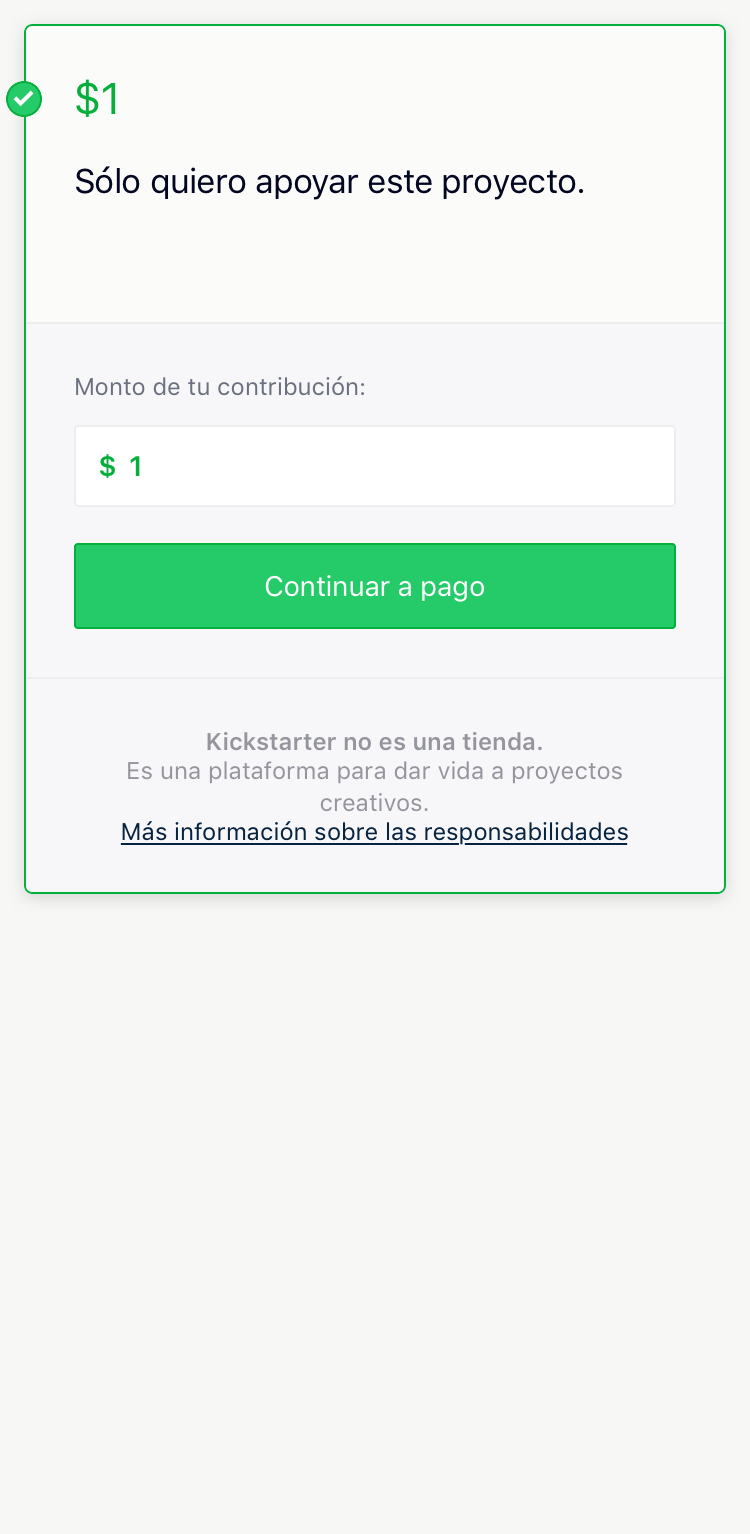 $1
Sólo quiero apoyar este proyecto.
Monto de tu contribución:
$ 1
Continuar a pago
Kickstarter no es una tienda.
Es una plataforma para dar vida a proyectos
creativos.
Más información sobre las responsabilidades